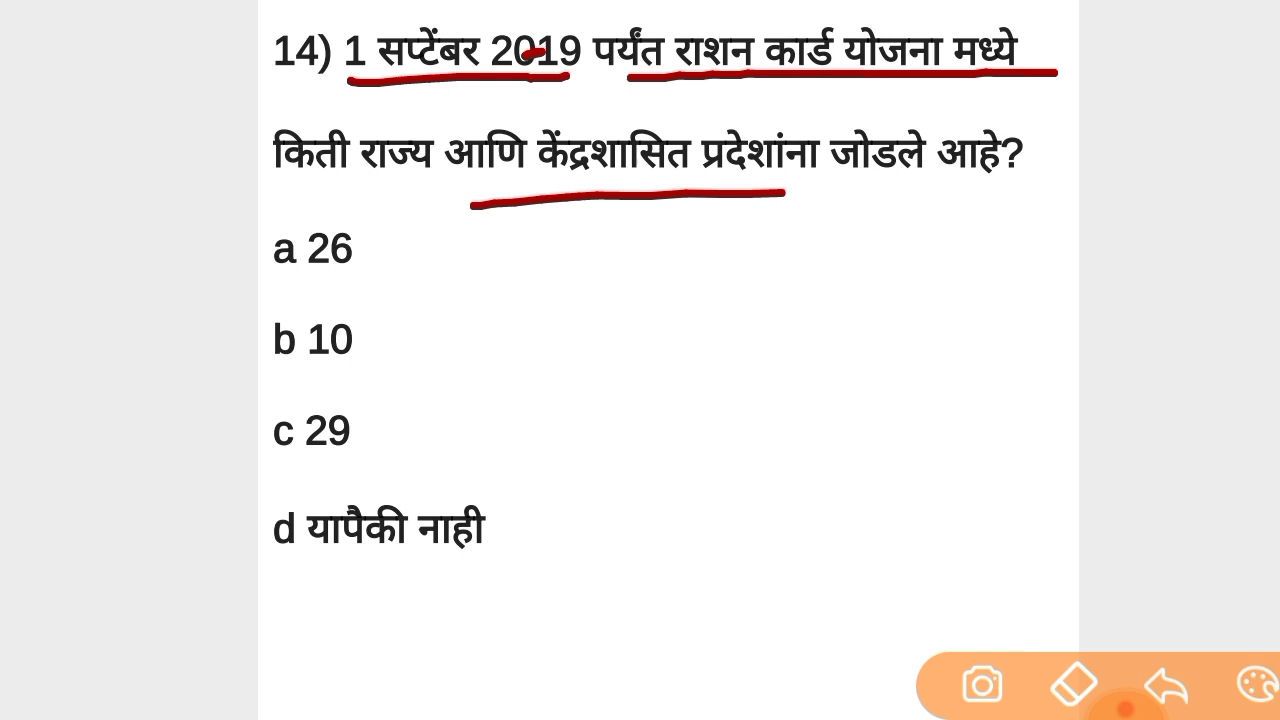 14) 1 सप्टेंबर 2019 पर्यंत राशन कार्ड योजना मध्ये
किती राज्य आणि केंद्रशासित प्रदेशांना जोडले आहे?
a 26
b 10
c 29
d यापैकी नाही